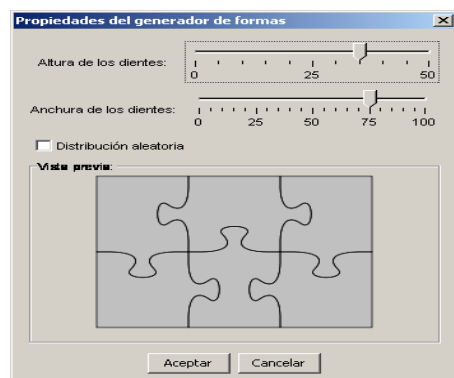 Propiedades del generador de formas
Altura de los dientes:
0 25 50
Anchura de los dientes:
0 25 50 75 100
Distribución aleatoria
Vista previa:
Aceptar Cancelar